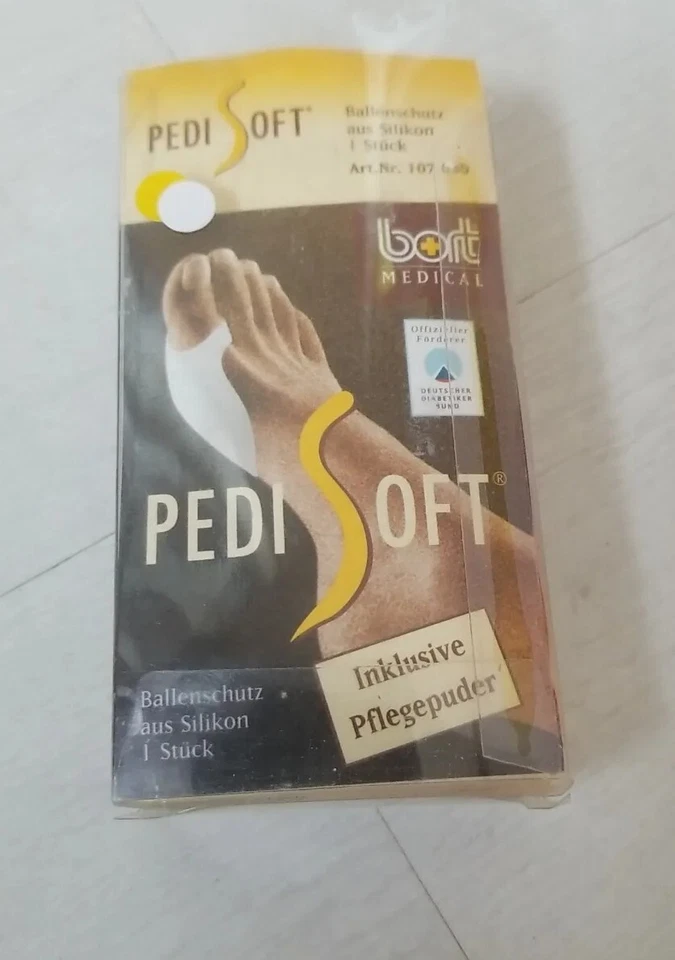 PEDI SOFT®
Ballenschutz
aus Silikon
1 Stück
Art.Nr. 107
bort
MEDICAL
Offizieller
Förderer
DEUTSCHER
DIABETIKER
BUND
PEDI SOFT®
Inklusive
Pflegepuder
Ballenschutz
aus Silikon
1 Stück